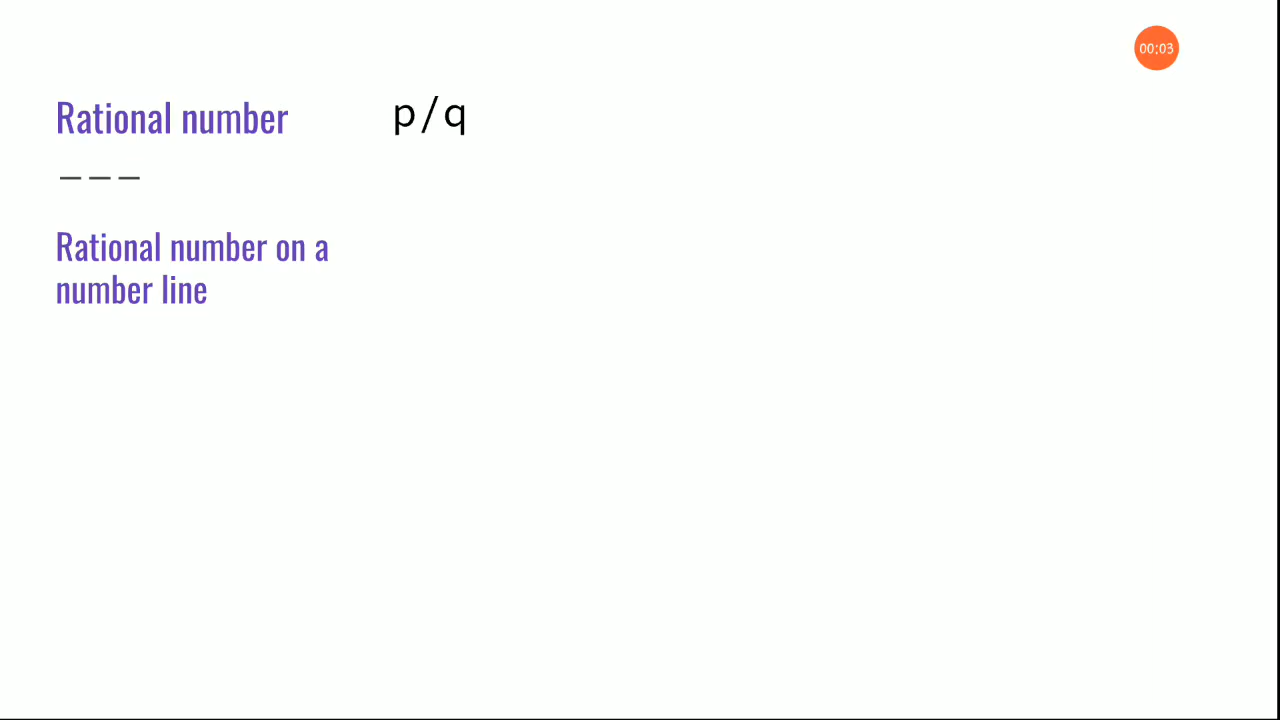 00:03
Rational number p/q
---
Rational number on a
number line